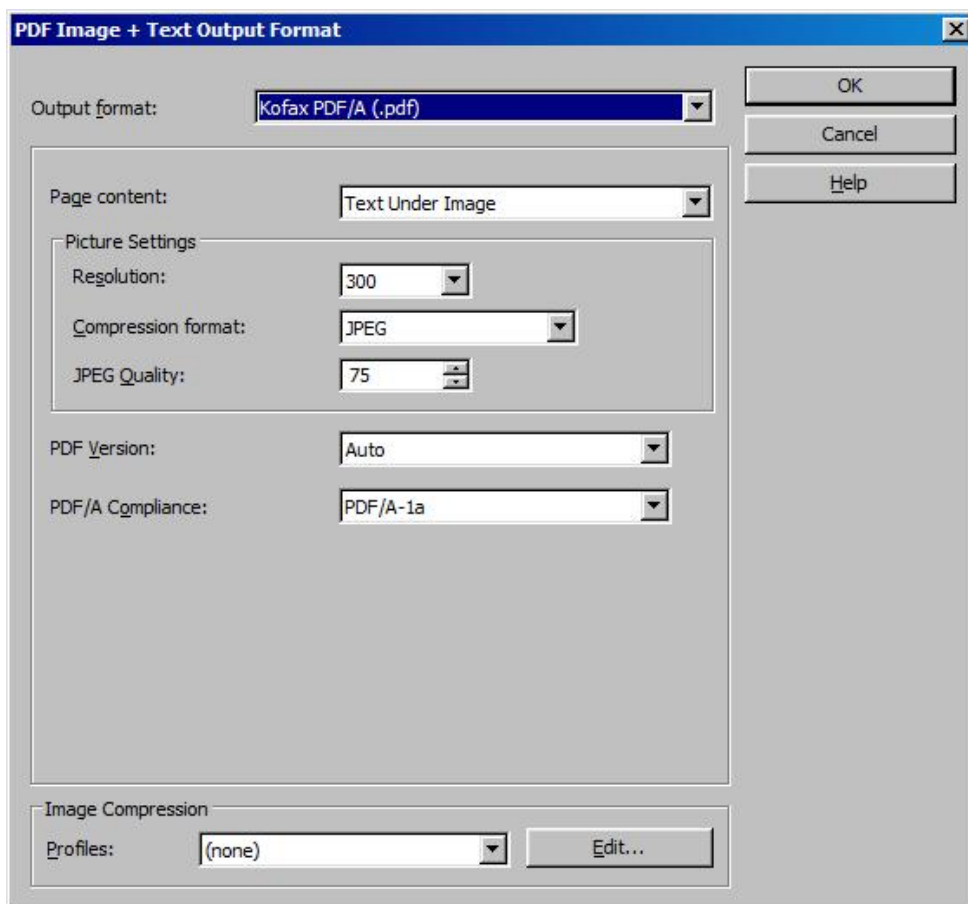 PDF Image + Text Output Format
Output format: Kofax PDF/A (.pdf)
OK
Cancel
Help
Page content: Text Under Image
Picture Settings
Resolution: 300
Compression format: JPEG
JPEG Quality: 75
PDF Version: Auto
PDF/A Compliance: PDF/A-1a
Image Compression
Profiles: (none) Edit...